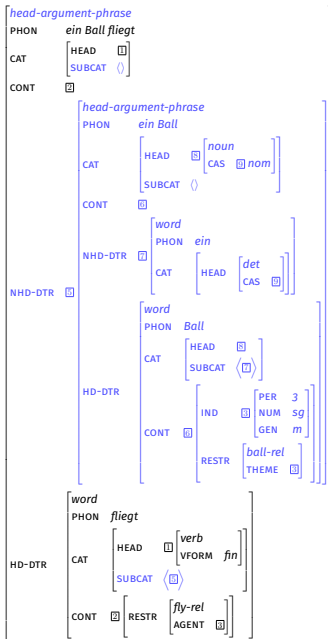 head-argument-phrase
PHON ein Ball fliegt
CAT HEAD 1
SUBCAT ⟨⟩
CONT 2
head-argument-phrase
PHON ein Ball
CAT HEAD 8 noun
CAS 9 nom
SUBCAT ⟨⟩
CONT 6
NHD-DTR 5 NHD-DTR 7 word
PHON ein
CAT HEAD det
CAS 9
HD-DTR word
PHON Ball
CAT HEAD 8
SUBCAT ⟨7⟩
CONT 6 IND 3 PER 3
NUM sg
GEN m
RESTR ball-rel
THEME 3
HD-DTR word
PHON fliegt
CAT HEAD 1 verb
VFORM fin
SUBCAT ⟨5⟩
CONT 2 RESTR fly-rel
AGENT 3